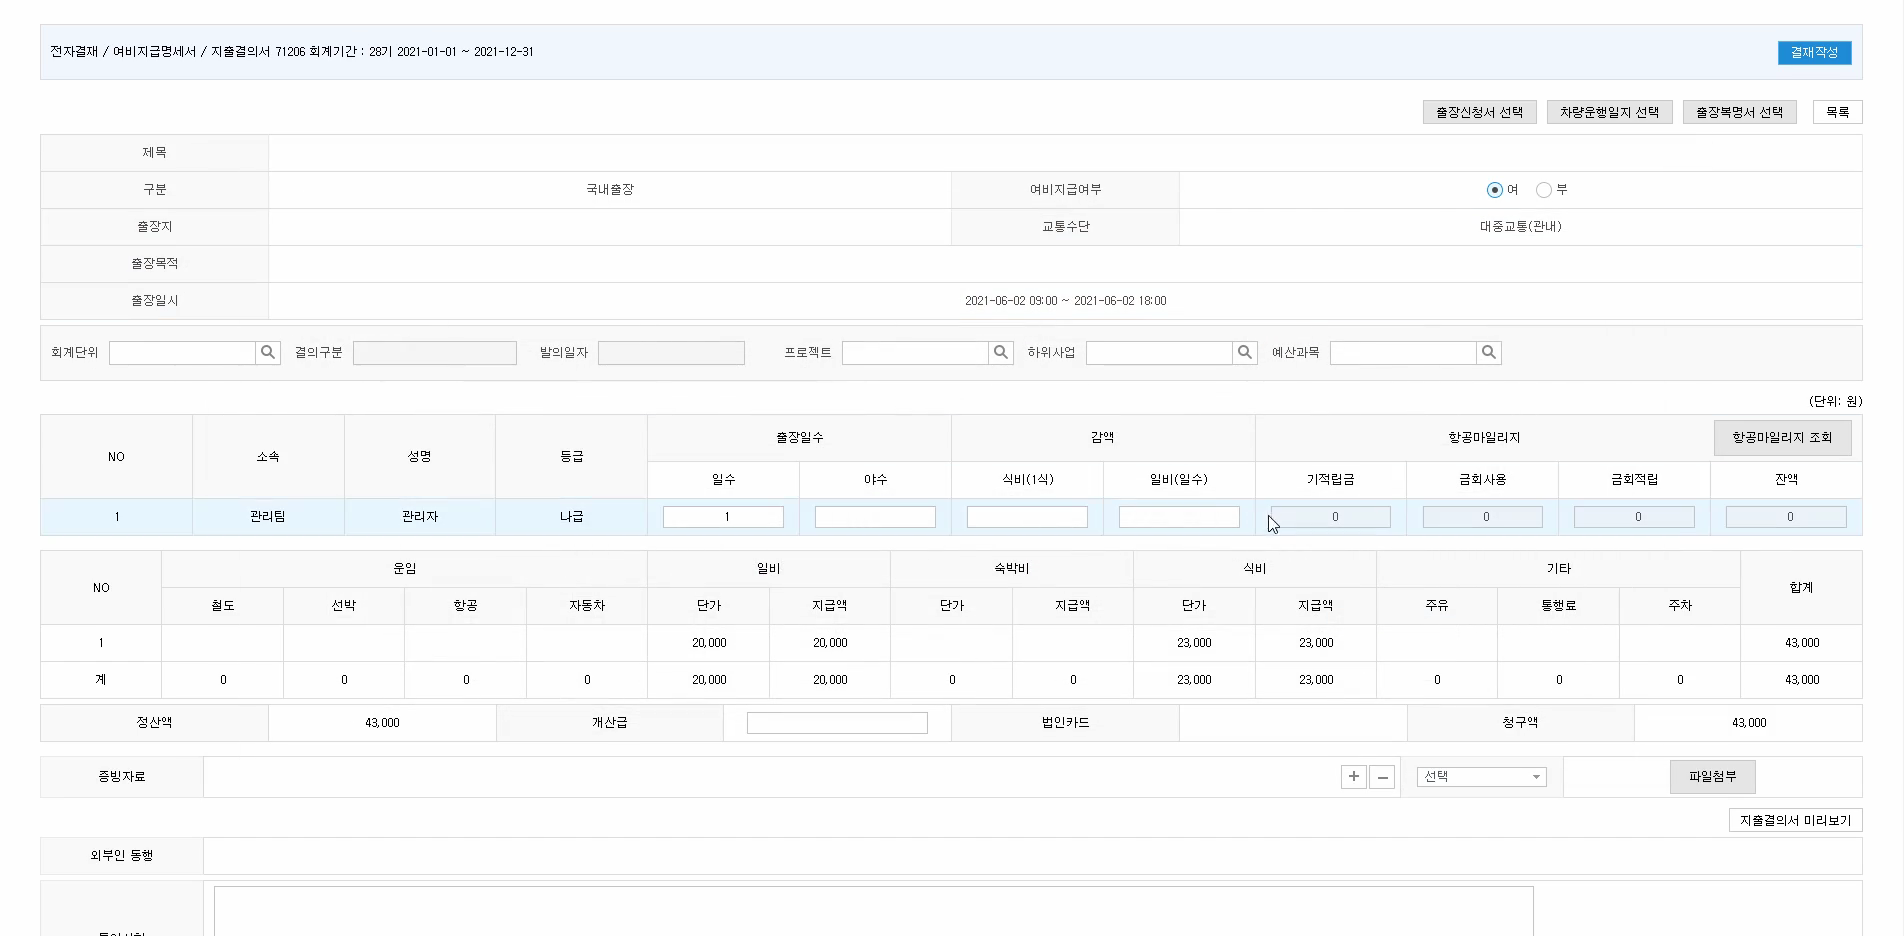 전자결재 / 여비지급명세서 / 지출결의서 71206 회계기간 : 28기 2021-01-01 ~ 2021-12-31
결재작성
출장신청서 선택 차량운행일지 선택 출장복명서 선택 목록
제목
구분 국내출장 여비지급여부 여 부
출장지 교통수단 대중교통(관내)
출장목적
출장일시 2021-06-02 09:00 ~ 2021-06-02 18:00
회계단위 결의구분 발의일자 프로젝트 하위사업 예산과목
(단위: 원)
NO 소속 성명 등급 출장일수 감액 항공마일리지 항공마일리지 조회
일수 야수 식비(1식) 일비(일수) 기적립금 금회사용 금회적립 잔액
1 관리팀 관리자 나급 1 0 0 0 0
NO 운임 일비 숙박비 식비 기타 합계
철도 선박 항공 자동차 단가 지급액 단가 지급액 단가 지급액 주유 통행료 주차
1 20,000 20,000 23,000 23,000 43,000
계 0 0 0 0 20,000 20,000 0 0 23,000 23,000 0 0 0 43,000
정산액 43,000 개산급 법인카드 청구액 43,000
증빙자료 + − 선택 파일첨부
지출결의서 미리보기
외부인 동행